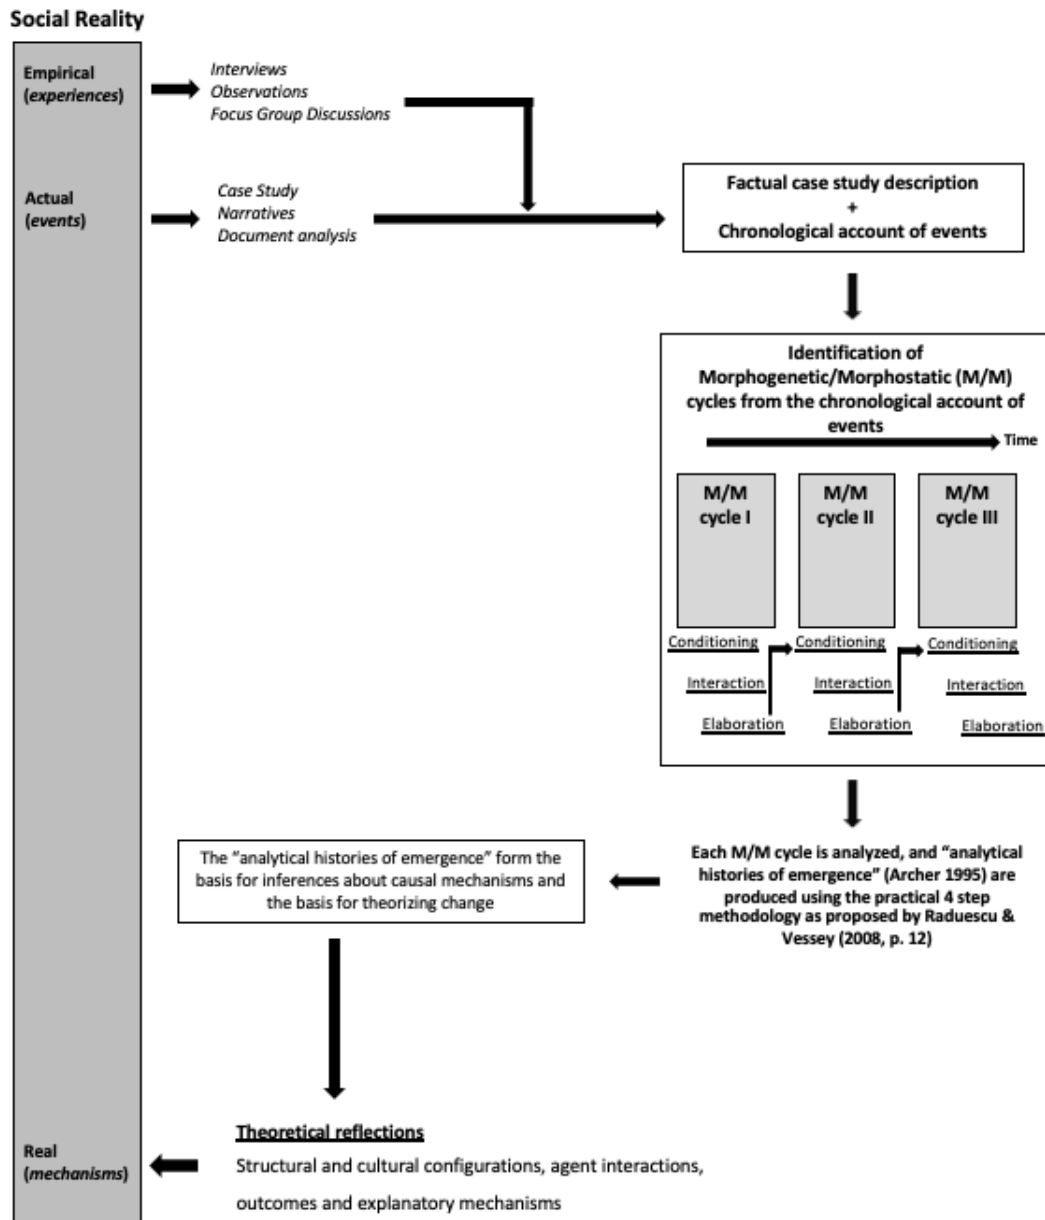 Social Reality
Empirical
(experiences)
Interviews
Observations
Focus Group Discussions
Actual
(events)
Case Study
Narratives
Document analysis
Factual case study description
+
Chronological account of events
Identification of
Morphogenetic/Morphostatic (M/M)
cycles from the chronological account of
events
Time
M/M
cycle I
M/M
cycle II
M/M
cycle III
Conditioning
Interaction
Elaboration
Conditioning
Interaction
Elaboration
Conditioning
Interaction
Elaboration
Each M/M cycle is analyzed, and “analytical
histories of emergence” (Archer 1995) are
produced using the practical 4 step
methodology as proposed by Raduescu &
Vessey (2008, p. 12)
The “analytical histories of emergence” form the
basis for inferences about causal mechanisms and
the basis for theorizing change
Theoretical reflections
Structural and cultural configurations, agent interactions,
outcomes and explanatory mechanisms
Real
(mechanisms)